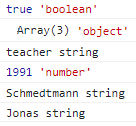 true 'boolean'
Array(3) 'object'
teacher string
1991 'number'
Schmedtmann string
Jonas string